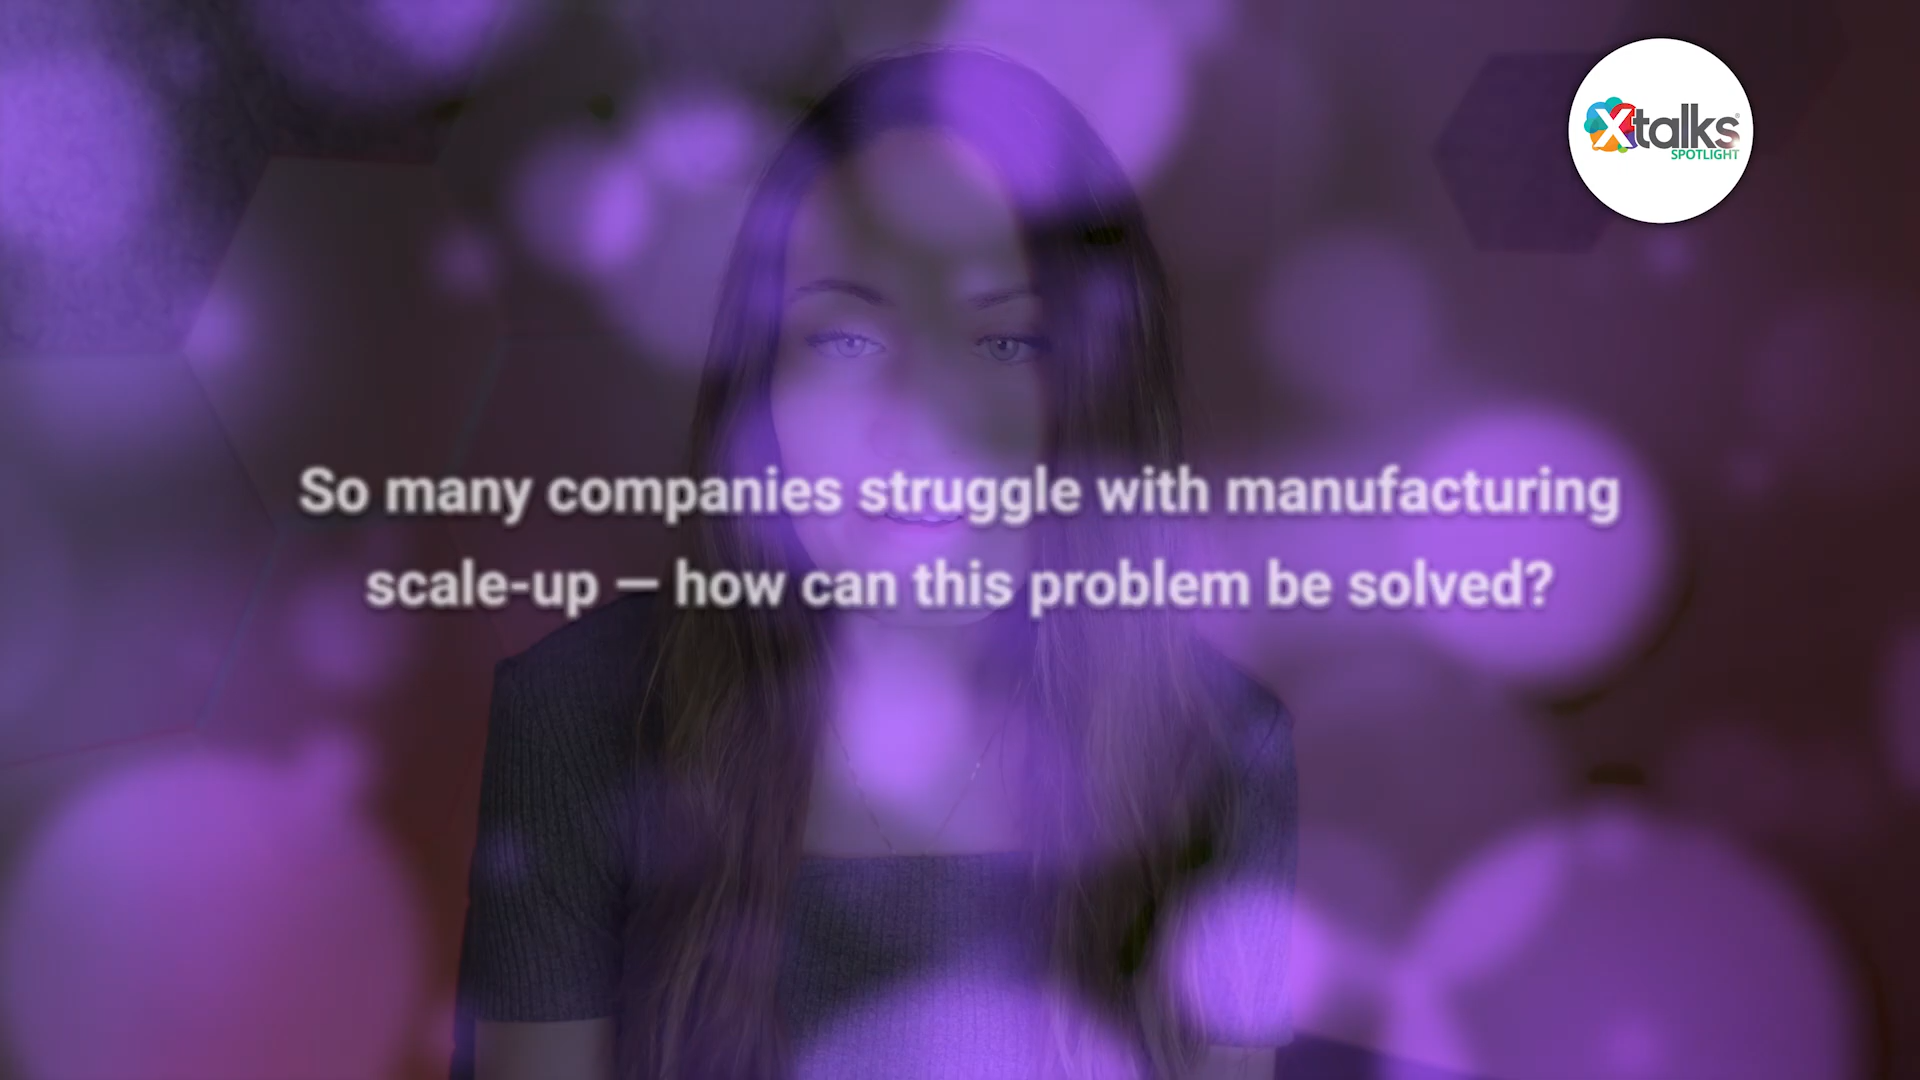 Xtalks
SPOTLIGHT
So many companies struggle with manufacturing
scale-up — how can this problem be solved?